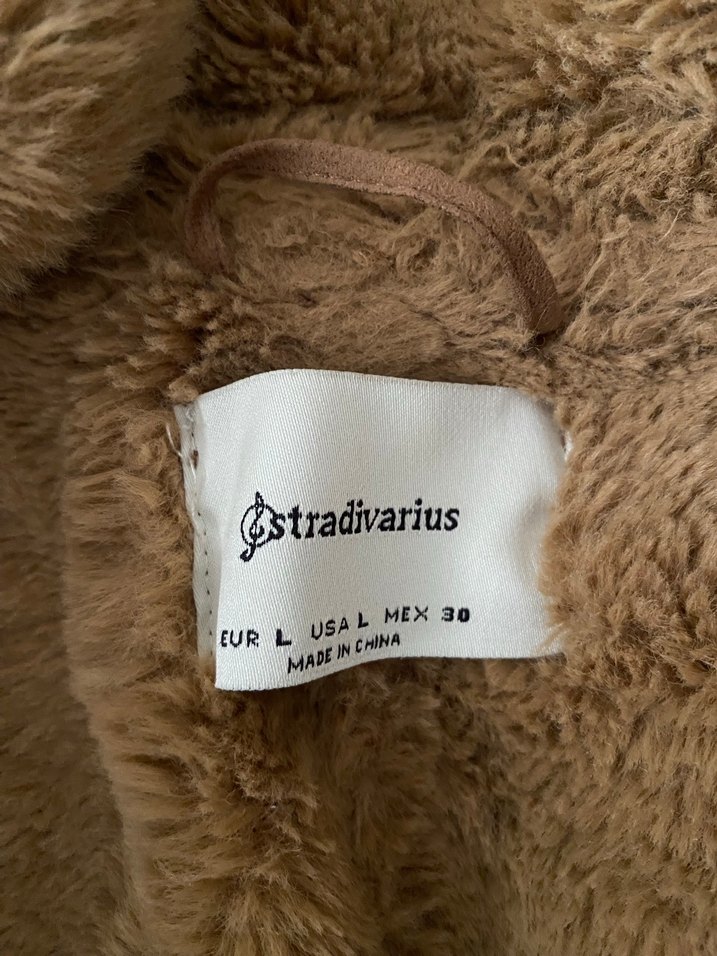 stradivarius
EUR L USA L MEX 30
MADE IN CHINA